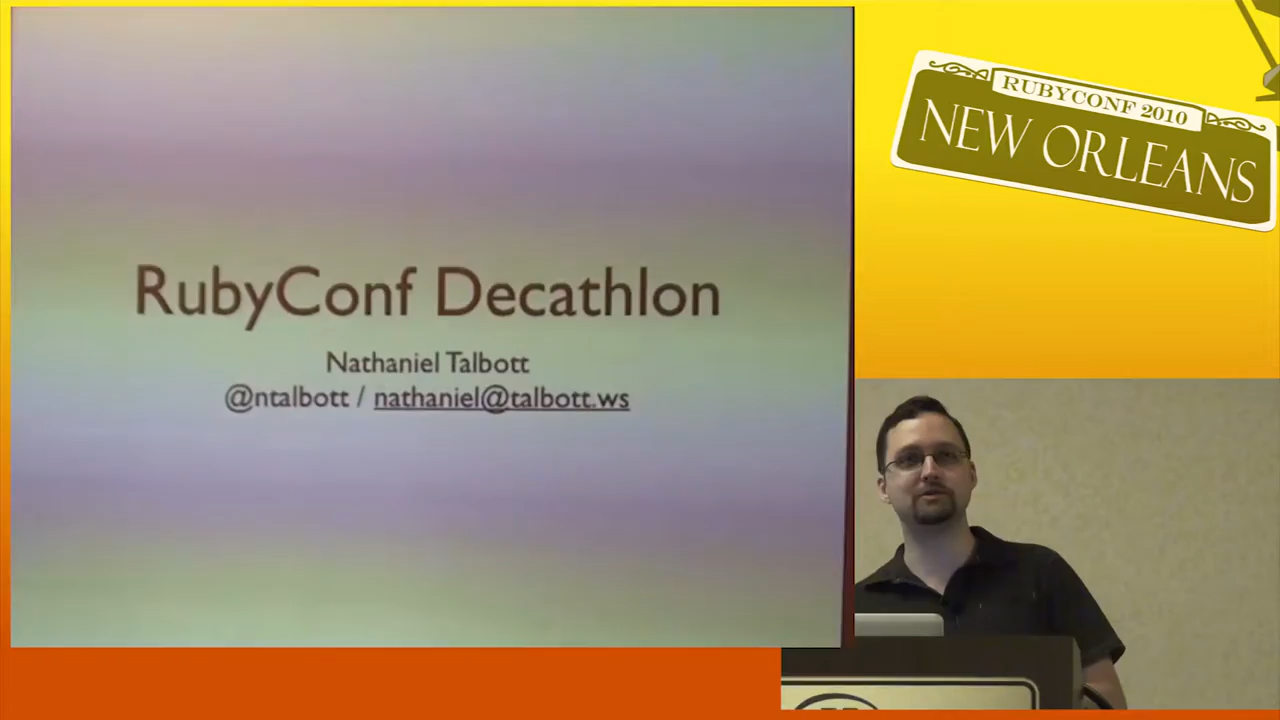 RubyConf Decathlon
Nathaniel Talbott
@ntalbott / nathaniel@talbott.ws
RUBYCONF 2010
NEW ORLEANS